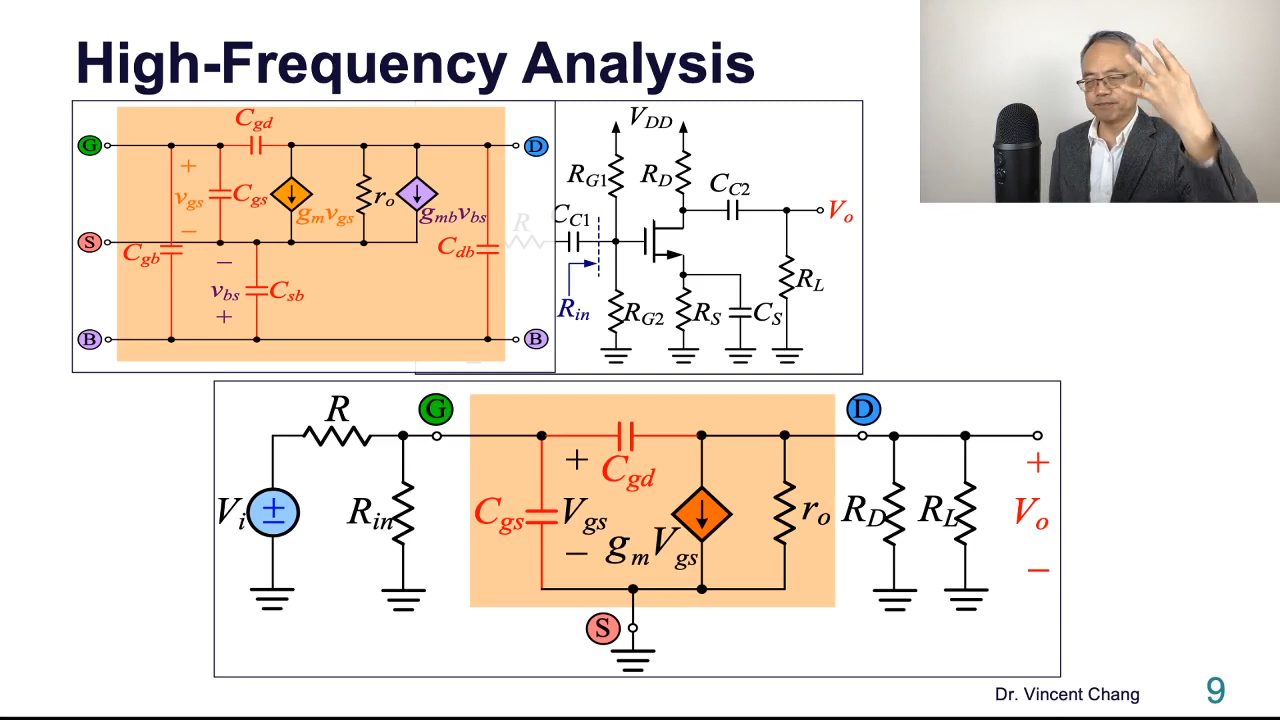 High-Frequency Analysis
C_gd
G
D
+
v_gs
−
C_gs
g_m v_gs
r_o
g_mb v_bs
S
C_gb
C_db
−
v_bs
+
C_sb
B
B
V_DD
R_G1
R_D
C_C2
V_o
R
C_C1
R_in
R_G2
R_S
C_S
R_L
R
G
D
V_i
±
R_in
C_gs
+
V_gs
−
C_gd
g_m V_gs
r_o
R_D
R_L
+
V_o
−
S
Dr. Vincent Chang
9